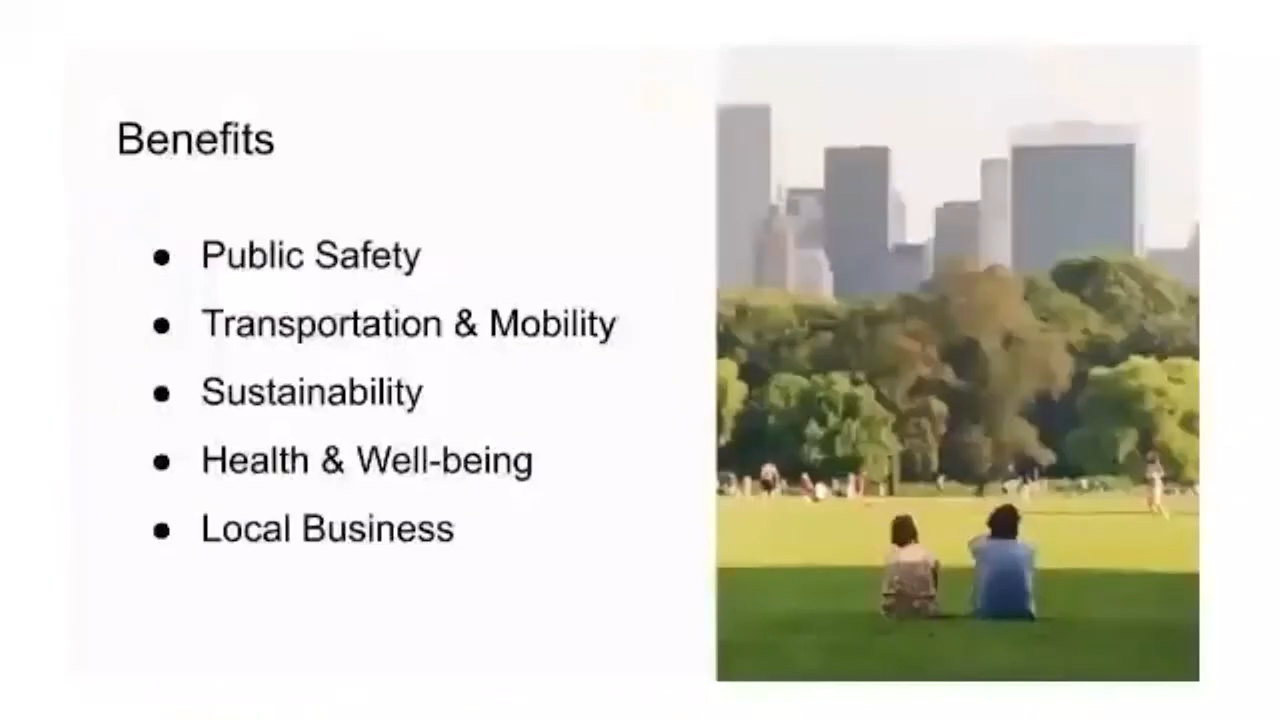 Benefits
● Public Safety
● Transportation & Mobility
● Sustainability
● Health & Well-being
● Local Business